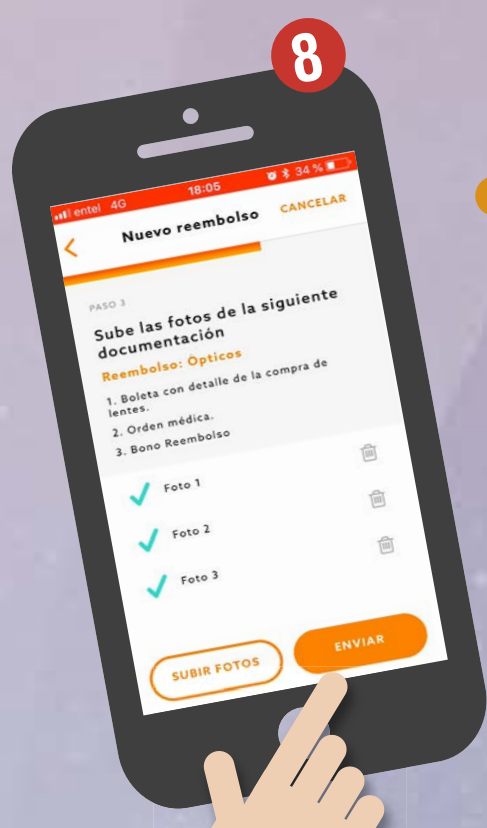 8
entel 4G 18:05 34 %
Nuevo reembolso CANCELAR
PASO 3
Sube las fotos de la siguiente
documentación
Reembolso: Ópticos
1. Boleta con detalle de la compra de
lentes.
2. Orden médica.
3. Bono Reembolso
Foto 1
Foto 2
Foto 3
SUBIR FOTOS ENVIAR